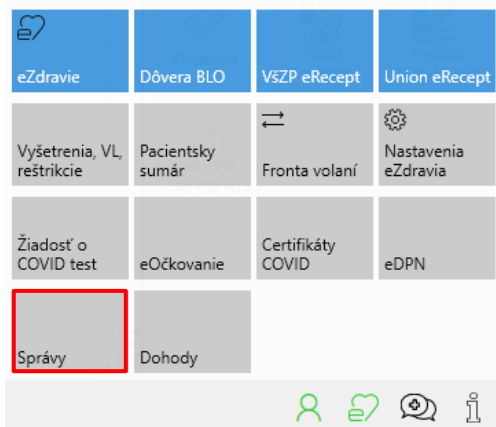 eZdravie
Dôvera BLO
VšZP eRecept
Union eRecept
Vyšetrenia, VL,
reštrikcie
Pacientsky
sumár
Fronta volaní
Nastavenia
eZdravia
Žiadosť o
COVID test
eOčkovanie
Certifikáty
COVID
eDPN
Správy
Dohody